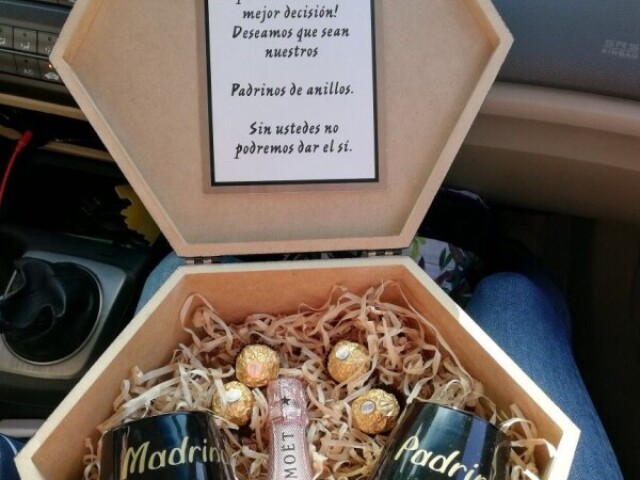 mejor decisión!
Deseamos que sean
nuestros
Padrinos de anillos.
Sin ustedes no
podremos dar el sí.
MOËT
Madrin
Padrin